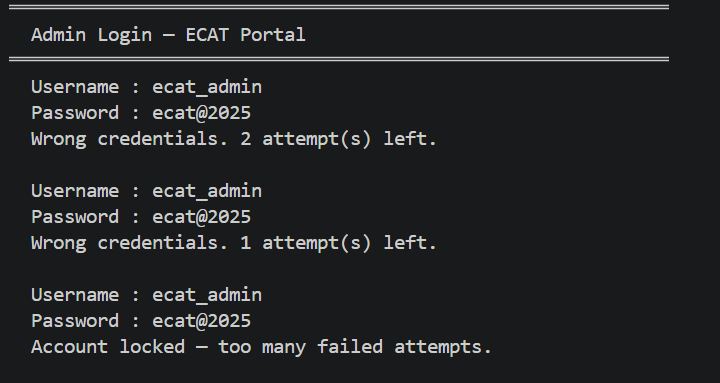 Admin Login — ECAT Portal
Username : ecat_admin
Password : ecat@2025
Wrong credentials. 2 attempt(s) left.
Username : ecat_admin
Password : ecat@2025
Wrong credentials. 1 attempt(s) left.
Username : ecat_admin
Password : ecat@2025
Account locked — too many failed attempts.